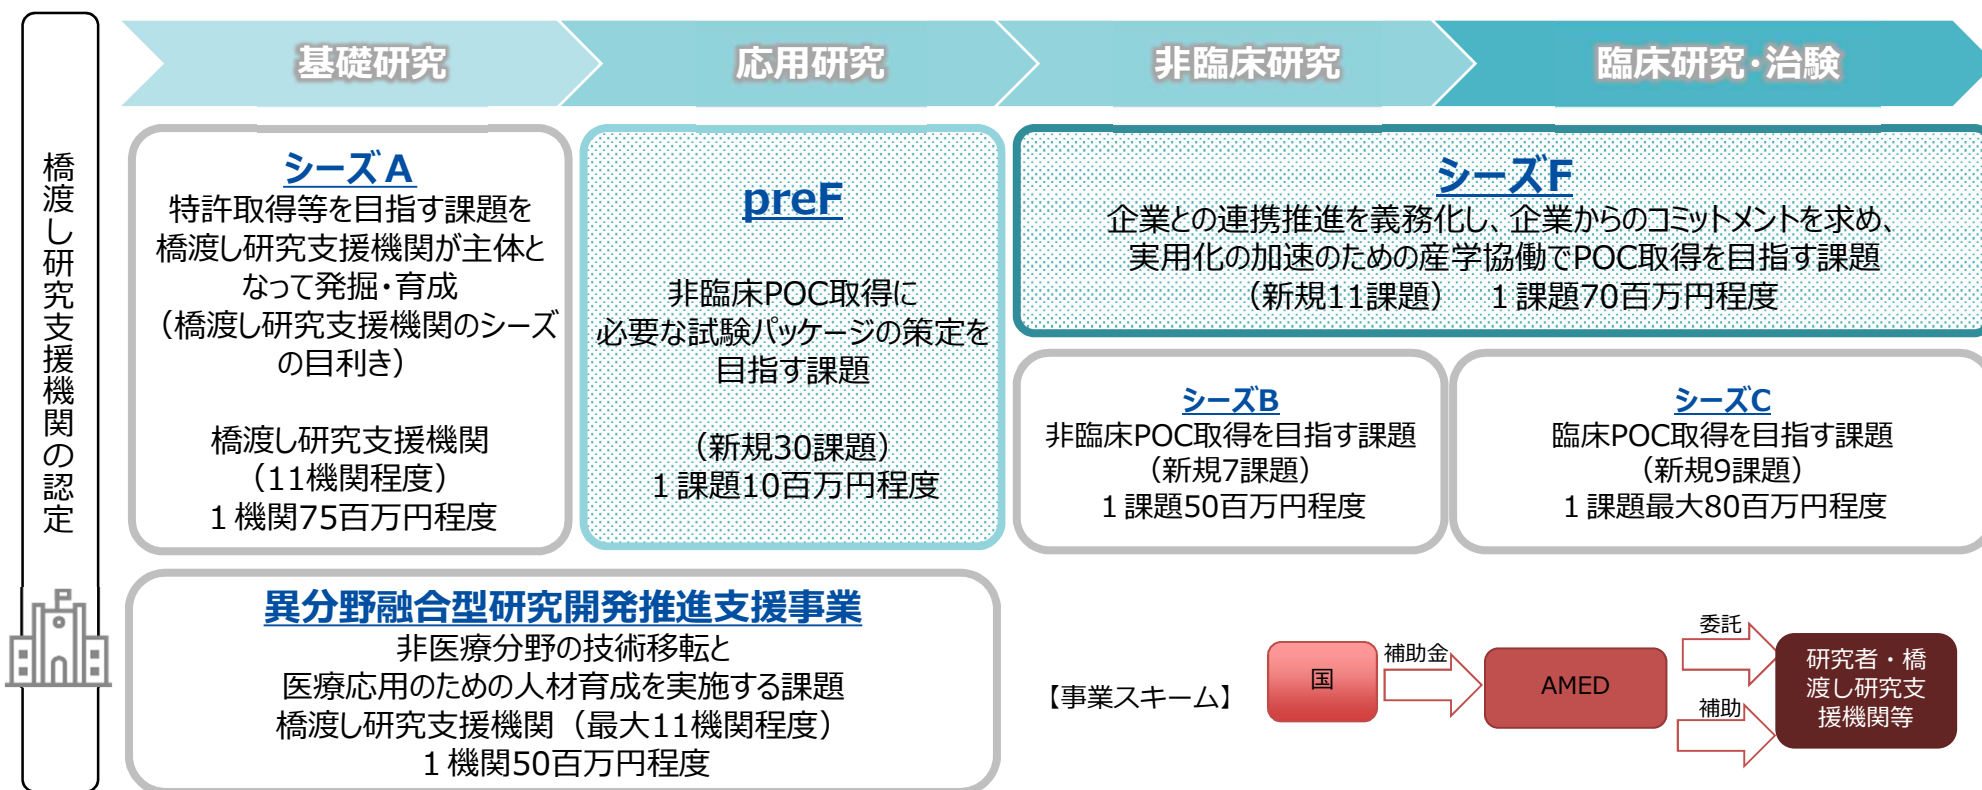 橋渡し研究支援機関の認定
基礎研究
応用研究
非臨床研究
臨床研究・治験
シーズA
特許取得等を目指す課題を
橋渡し研究支援機関が主体と
なって発掘・育成
（橋渡し研究支援機関のシーズ
の目利き）
橋渡し研究支援機関
（11機関程度）
１機関75百万円程度
preF
非臨床POC取得に
必要な試験パッケージの策定を
目指す課題
（新規30課題）
１課題10百万円程度
シーズF
企業との連携推進を義務化し、企業からのコミットメントを求め、
実用化の加速のための産学協働でPOC取得を目指す課題
（新規11課題）　１課題70百万円程度
シーズB
非臨床POC取得を目指す課題
（新規7課題）
１課題50百万円程度
シーズC
臨床POC取得を目指す課題
（新規9課題）
１課題最大80百万円程度
異分野融合型研究開発推進支援事業
非医療分野の技術移転と
医療応用のための人材育成を実施する課題
橋渡し研究支援機関（最大11機関程度）
１機関50百万円程度
【事業スキーム】
国
補助金
AMED
委託
補助
研究者・橋
渡し研究支
援機関等